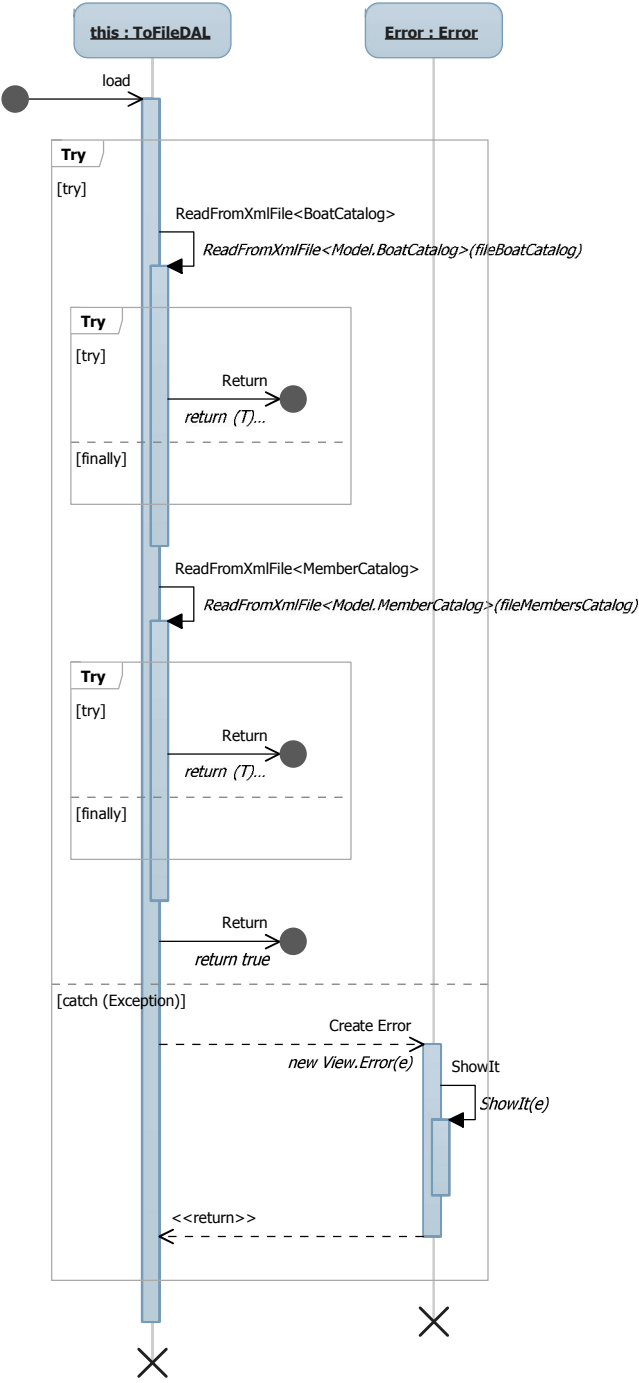 this : ToFileDAL
Error : Error
load
Try
[try]
ReadFromXmlFile<BoatCatalog>
ReadFromXmlFile<Model.BoatCatalog>(fileBoatCatalog)
Try
[try]
Return
return (T)...
[finally]
ReadFromXmlFile<MemberCatalog>
ReadFromXmlFile<Model.MemberCatalog>(fileMembersCatalog)
Try
[try]
Return
return (T)...
[finally]
Return
return true
[catch (Exception)]
Create Error
new View.Error(e)
ShowIt
ShowIt(e)
<<return>>